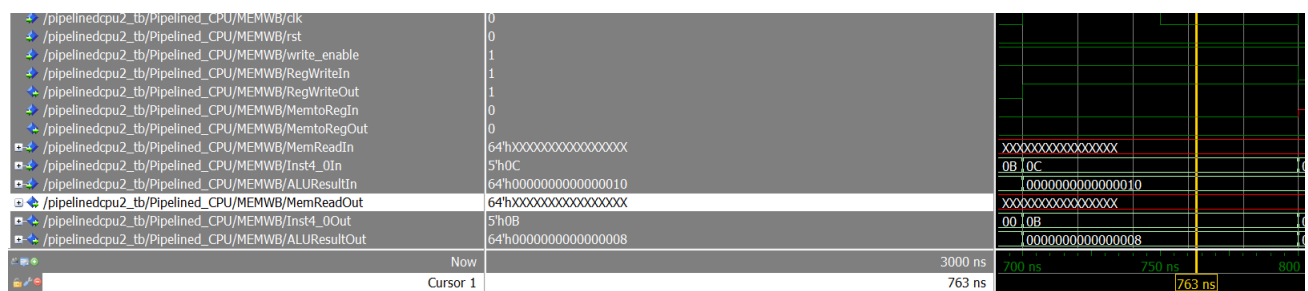 /pipelinedcpu2_tb/Pipelined_CPU/MEMWB/clk 0
/pipelinedcpu2_tb/Pipelined_CPU/MEMWB/rst 0
/pipelinedcpu2_tb/Pipelined_CPU/MEMWB/write_enable 1
/pipelinedcpu2_tb/Pipelined_CPU/MEMWB/RegWriteIn 1
/pipelinedcpu2_tb/Pipelined_CPU/MEMWB/RegWriteOut 1
/pipelinedcpu2_tb/Pipelined_CPU/MEMWB/MemtoRegIn 0
/pipelinedcpu2_tb/Pipelined_CPU/MEMWB/MemtoRegOut 0
/pipelinedcpu2_tb/Pipelined_CPU/MEMWB/MemReadIn 64'hXXXXXXXXXXXXXXXX XXXXXXXXXXXXXXXX
/pipelinedcpu2_tb/Pipelined_CPU/MEMWB/Inst4_0In 5'h0C 0B 0C
/pipelinedcpu2_tb/Pipelined_CPU/MEMWB/ALUResultIn 64'h0000000000000010 0000000000000010
/pipelinedcpu2_tb/Pipelined_CPU/MEMWB/MemReadOut 64'hXXXXXXXXXXXXXXXX XXXXXXXXXXXXXXXX
/pipelinedcpu2_tb/Pipelined_CPU/MEMWB/Inst4_0Out 5'h0B 00 0B
/pipelinedcpu2_tb/Pipelined_CPU/MEMWB/ALUResultOut 64'h0000000000000008 0000000000000008
Now 3000 ns 700 ns 750 ns 800
Cursor 1 763 ns 763 ns